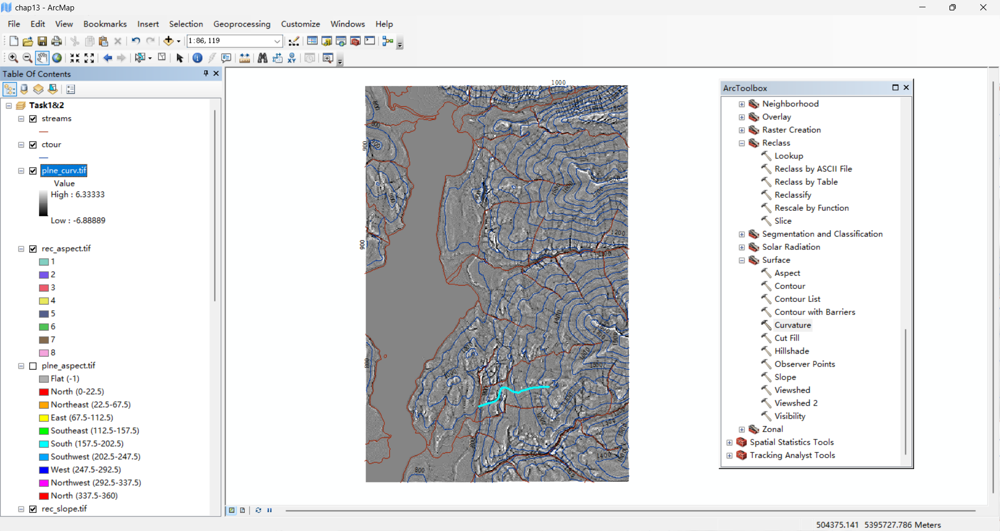 chap13 - ArcMap
File Edit View Bookmarks Insert Selection Geoprocessing Customize Windows Help
1:86,119
Table Of Contents
Task1&2
streams
ctour
plne_curv.tif
Value
High : 6.33333
Low : -6.88889
rec_aspect.tif
1
2
3
4
5
6
7
8
plne_aspect.tif
Flat (-1)
North (0-22.5)
Northeast (22.5-67.5)
East (67.5-112.5)
Southeast (112.5-157.5)
South (157.5-202.5)
Southwest (202.5-247.5)
West (247.5-292.5)
Northwest (292.5-337.5)
North (337.5-360)
rec_slope.tif
1000
800
800
900
900
1200
1400
1700
1500
800
1000
1200
1400
800
ArcToolbox
Neighborhood
Overlay
Raster Creation
Reclass
Lookup
Reclass by ASCII File
Reclass by Table
Reclassify
Rescale by Function
Slice
Segmentation and Classification
Solar Radiation
Surface
Aspect
Contour
Contour List
Contour with Barriers
Curvature
Cut Fill
Hillshade
Observer Points
Slope
Viewshed
Viewshed 2
Visibility
Zonal
Spatial Statistics Tools
Tracking Analyst Tools
504375.141 5395727.786 Meters